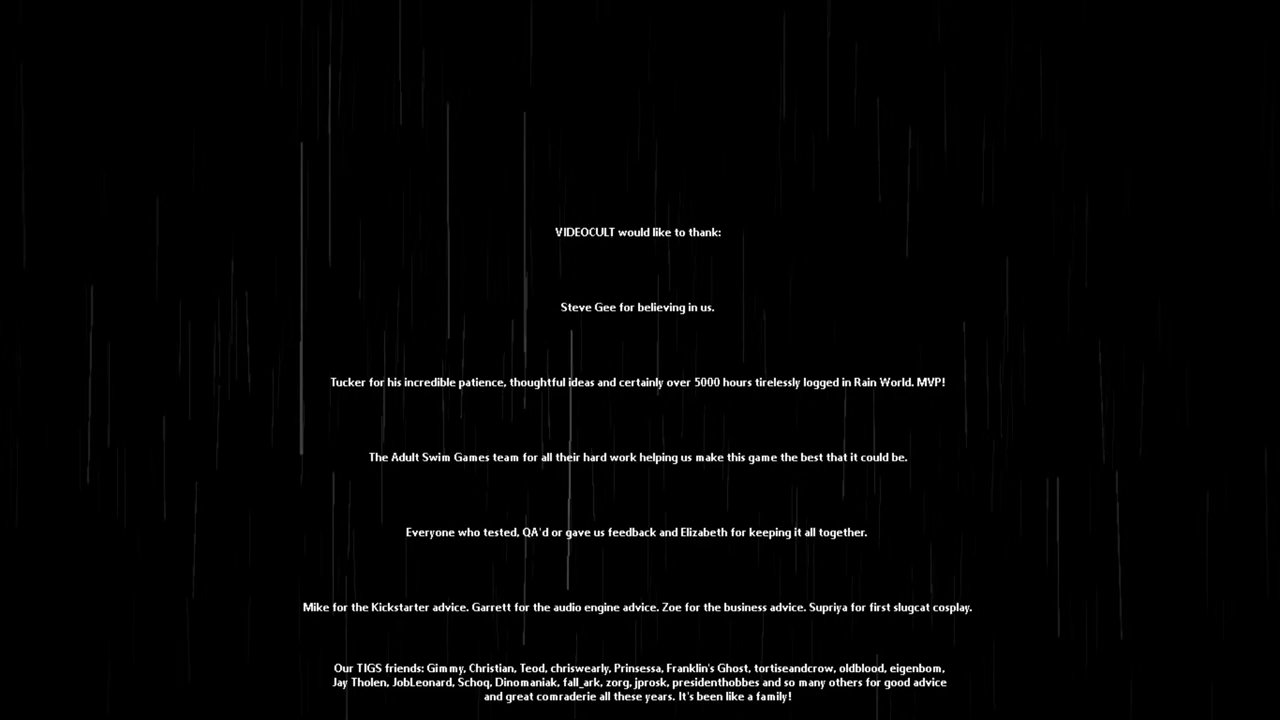 VIDEOCULT would like to thank:
Steve Gee for believing in us.
Tucker for his incredible patience, thoughtful ideas and certainly over 5000 hours tirelessly logged in Rain World. MVP!
The Adult Swim Games team for all their hard work helping us make this game the best that it could be.
Everyone who tested, QA'd or gave us feedback and Elizabeth for keeping it all together.
Mike for the Kickstarter advice. Garrett for the audio engine advice. Zoe for the business advice. Supriya for first slugcat cosplay.
Our TIGS friends: Gimmy, Christian, Teod, chriswearly, Prinsessa, Franklin's Ghost, tortiseandcrow, oldblood, eigenbom,
Jay Tholen, JobLeonard, Schoq, Dinomaniak, fall_ark, zorg, jprosk, presidenthobbes and so many others for good advice
and great comraderie all these years. It's been like a family!